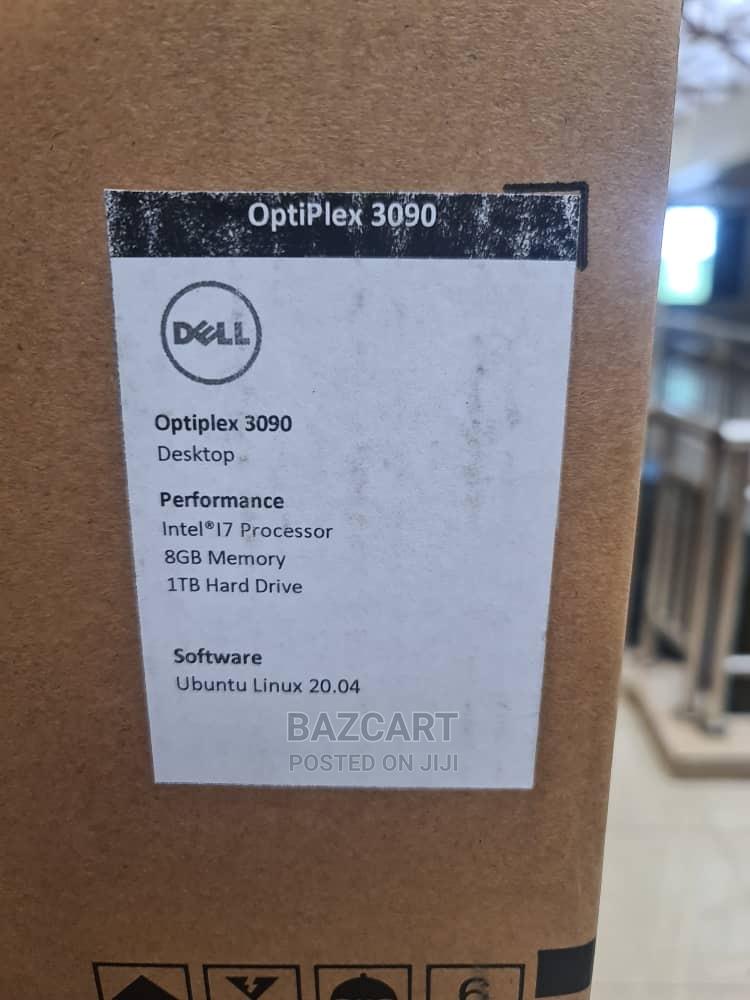 OptiPlex 3090
DELL
Optiplex 3090
Desktop
Performance
Intel®I7 Processor
8GB Memory
1TB Hard Drive
Software
Ubuntu Linux 20.04
BAZCART
POSTED ON JIJI
6